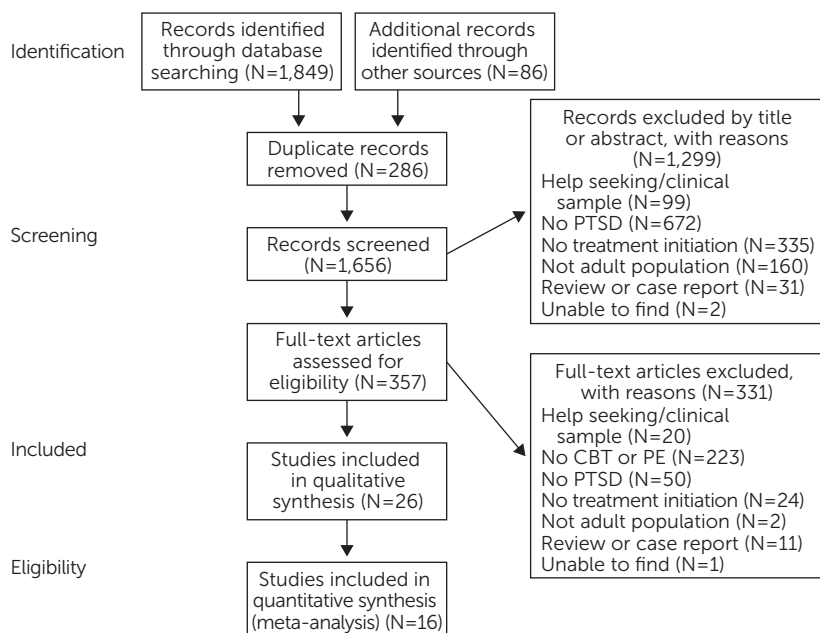 Identification
Records identified
through database
searching (N=1,849)
Additional records
identified through
other sources (N=86)
Duplicate records
removed (N=286)
Screening
Records screened
(N=1,656)
Records excluded by title
or abstract, with reasons
(N=1,299)
Help seeking/clinical
sample (N=99)
No PTSD (N=672)
No treatment initiation (N=335)
Not adult population (N=160)
Review or case report (N=31)
Unable to find (N=2)
Full-text articles
assessed for
eligibility (N=357)
Full-text articles excluded,
with reasons (N=331)
Help seeking/clinical
sample (N=20)
No CBT or PE (N=223)
No PTSD (N=50)
No treatment initiation (N=24)
Not adult population (N=2)
Review or case report (N=11)
Unable to find (N=1)
Included
Studies included
in qualitative
synthesis (N=26)
Eligibility
Studies included in
quantitative synthesis
(meta-analysis) (N=16)